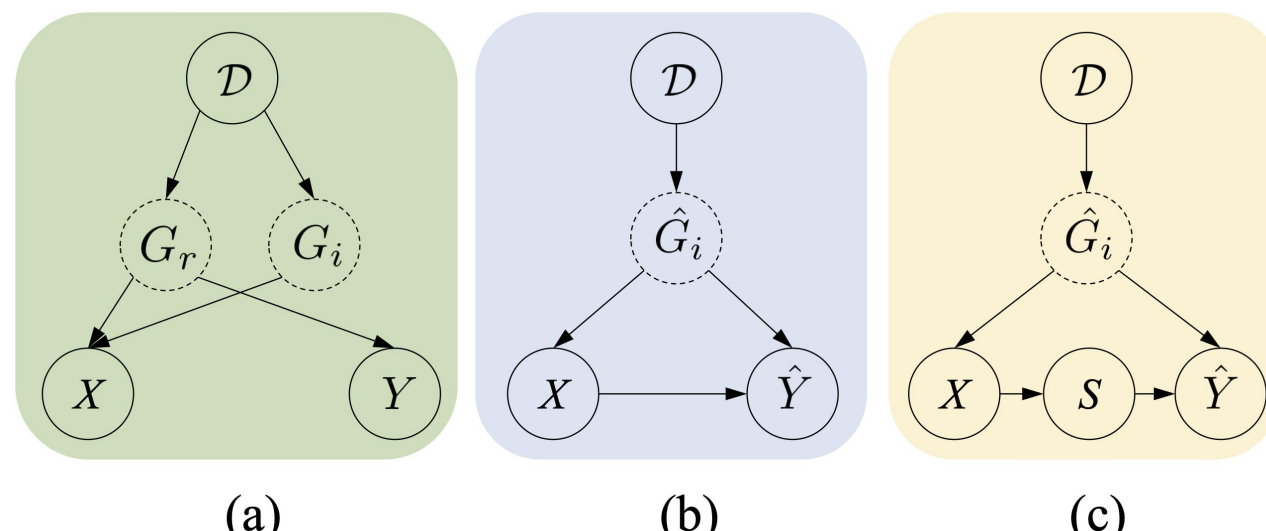 𝒟 𝒟 𝒟
G_r G_i Ĝ_i Ĝ_i
X Y X Ŷ X S Ŷ
(a) (b) (c)